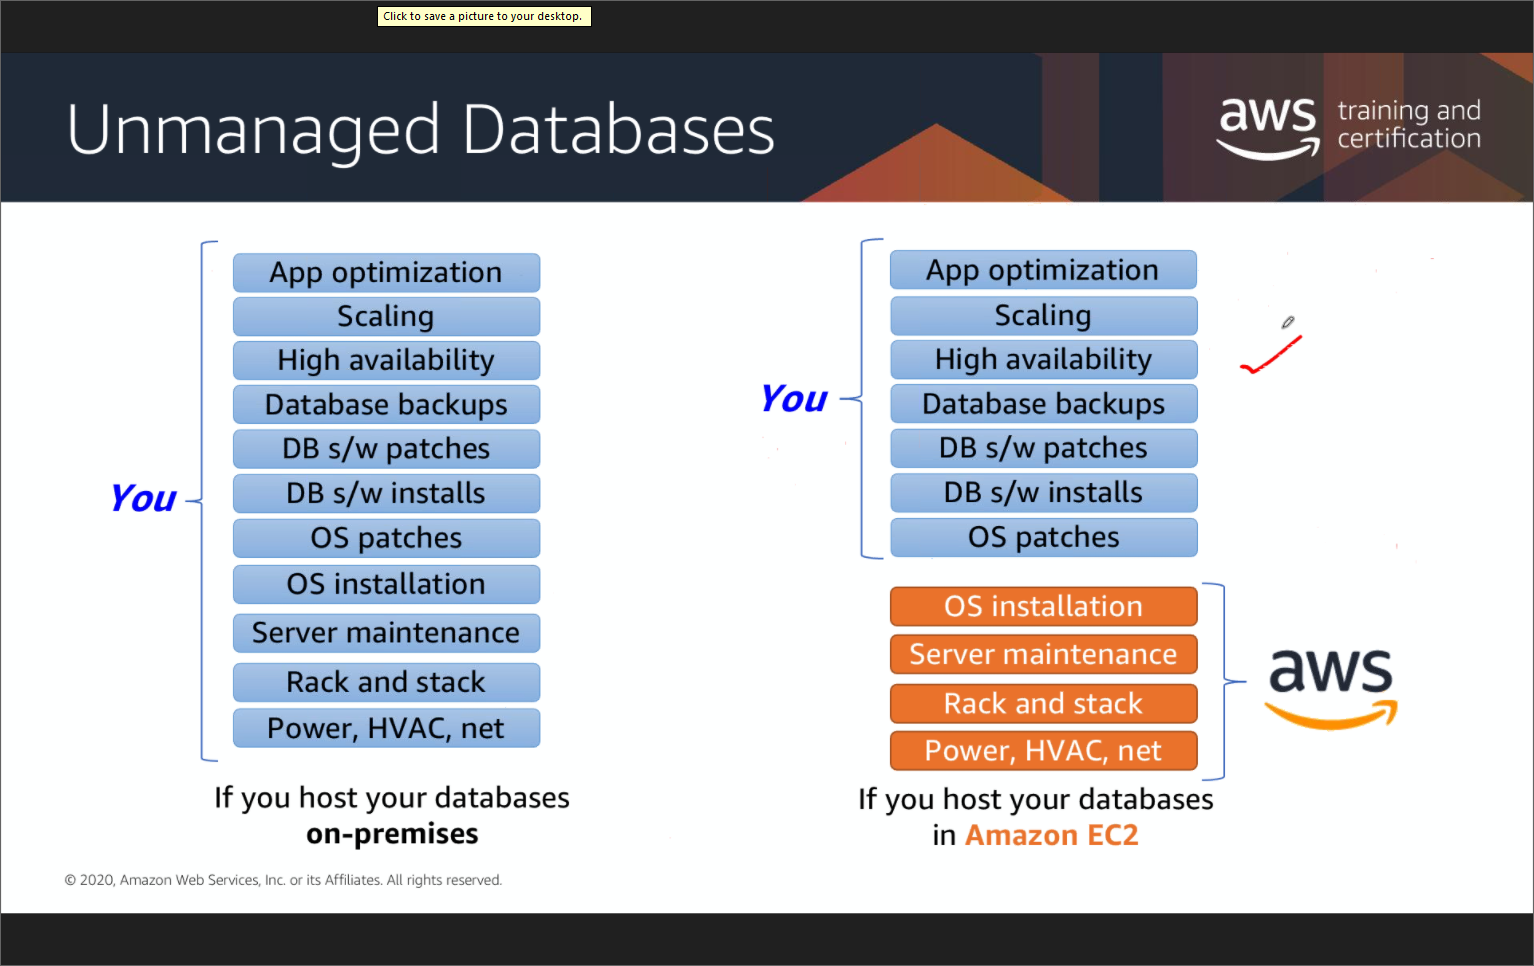 Click to save a picture to your desktop.
Unmanaged Databases
aws training and
certification
You
App optimization
Scaling
High availability
Database backups
DB s/w patches
DB s/w installs
OS patches
OS installation
Server maintenance
Rack and stack
Power, HVAC, net
If you host your databases
on-premises
You
App optimization
Scaling
High availability
Database backups
DB s/w patches
DB s/w installs
OS patches
OS installation
Server maintenance
Rack and stack
Power, HVAC, net
aws
If you host your databases
in Amazon EC2
© 2020, Amazon Web Services, Inc. or its Affiliates. All rights reserved.